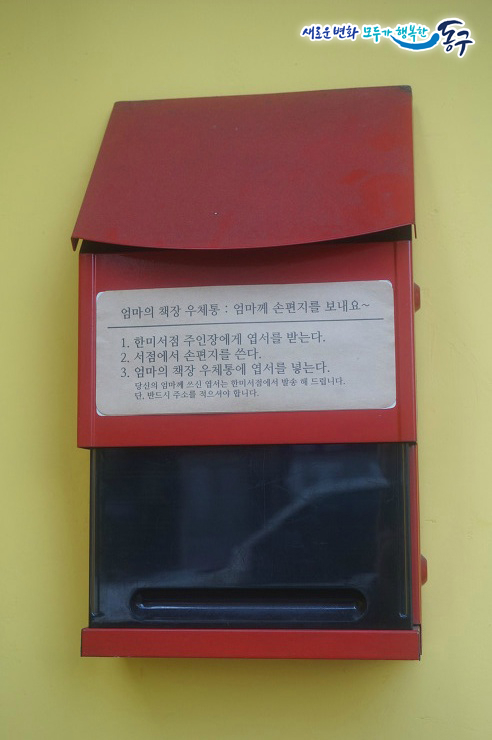 새로운 변화 모두가 행복한 동구
엄마의 책장 우체통 : 엄마께 손편지를 보내요~
1. 한미서점 주인장에게 엽서를 받는다.
2. 서점에서 손편지를 쓴다.
3. 엄마의 책장 우체통에 엽서를 넣는다.
당신의 엄마께 쓰신 엽서는 한미서점에서 발송 해 드립니다.
단, 반드시 주소를 적으셔야 합니다.